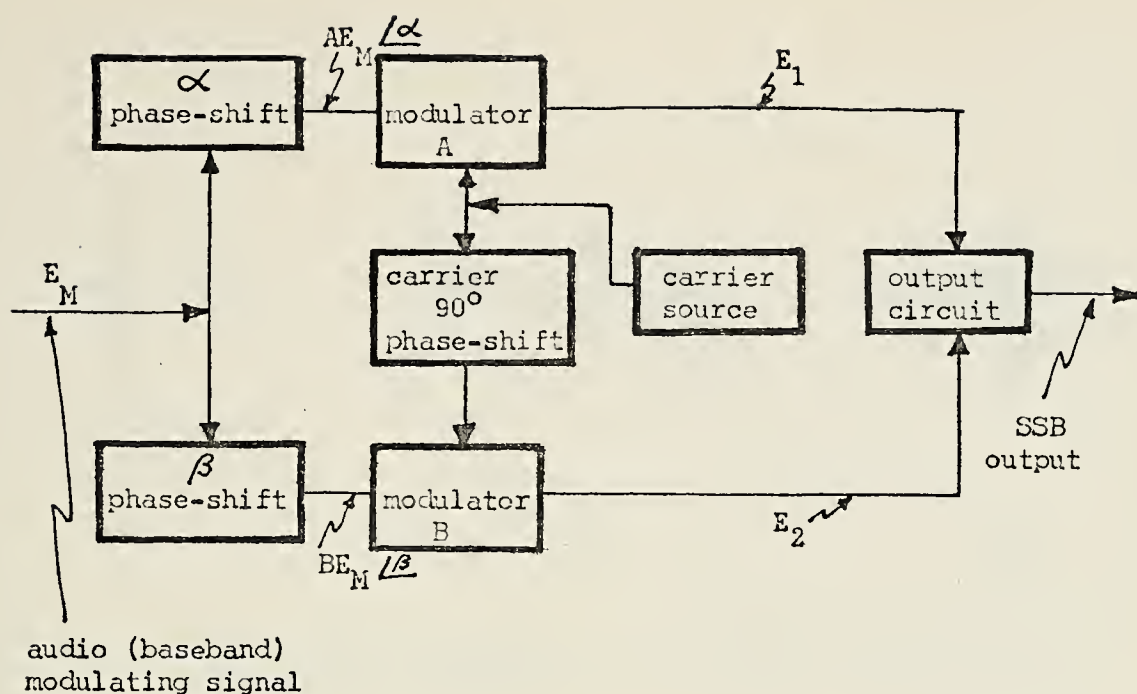 AE_M ∠α
E_1
α
phase-shift
modulator
A
E_M
carrier
90°
phase-shift
carrier
source
output
circuit
SSB
output
β
phase-shift
modulator
B
BE_M ∠β
E_2
audio (baseband)
modulating signal